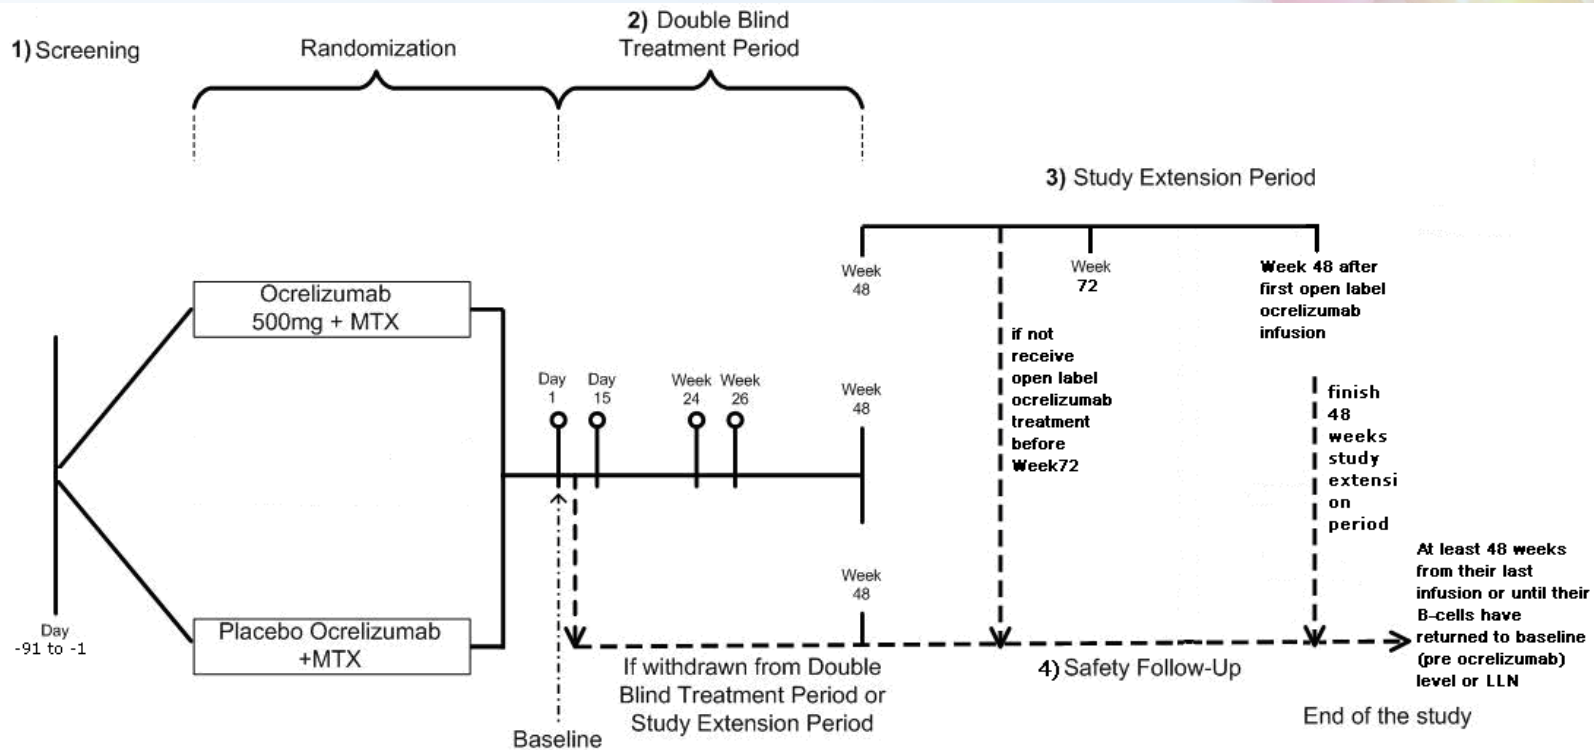 1) Screening
Randomization
2) Double Blind
Treatment Period
3) Study Extension Period
Week
48
Week
72
Week 48 after
first open label
ocrelizumab
infusion
Ocrelizumab
500mg + MTX
if not
receive
open label
ocrelizumab
treatment
before
Week72
Day
1
Day
15
Week
24
Week
26
Week
48
finish
48
weeks
study
extensi
on
period
Week
48
At least 48 weeks
from their last
infusion or until their
B-cells have
returned to baseline
(pre ocrelizumab)
level or LLN
Day
-91 to -1
Placebo Ocrelizumab
+MTX
If withdrawn from Double
Blind Treatment Period or
Study Extension Period
4) Safety Follow-Up
Baseline
End of the study